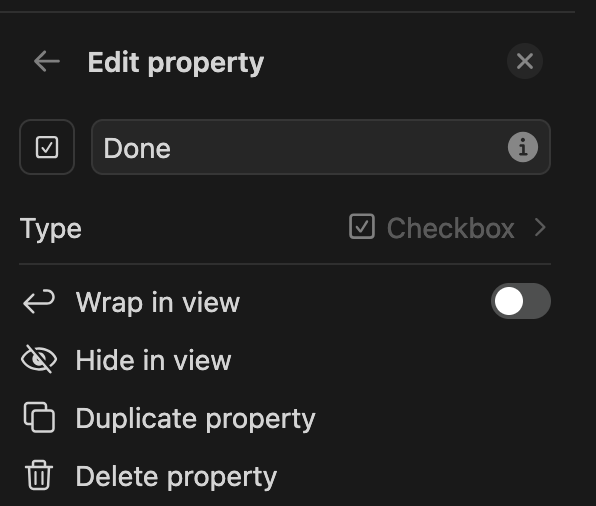 Edit property
Done
Type Checkbox
Wrap in view
Hide in view
Duplicate property
Delete property